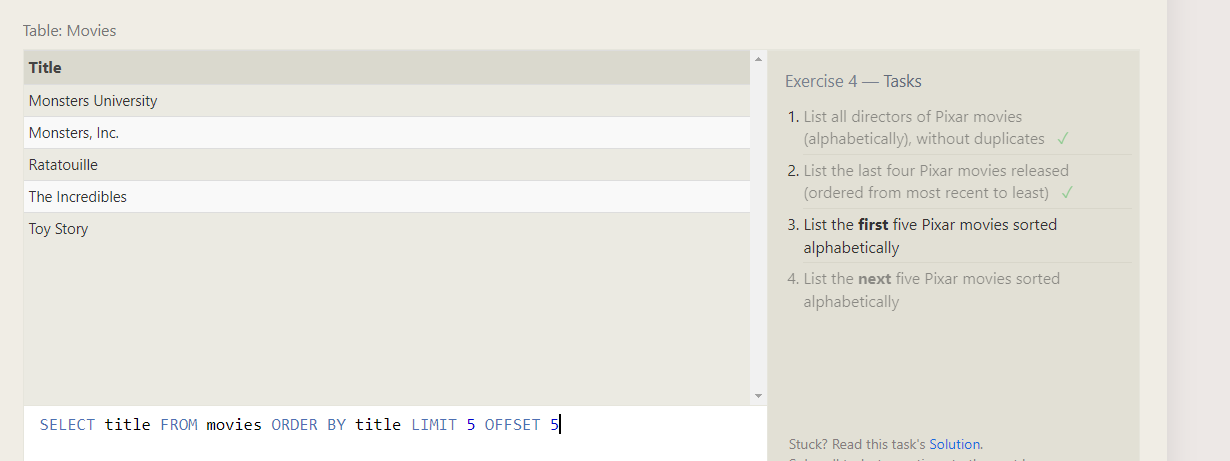 Table: Movies
Title
Monsters University
Monsters, Inc.
Ratatouille
The Incredibles
Toy Story
SELECT title FROM movies ORDER BY title LIMIT 5 OFFSET 5
Exercise 4 — Tasks
1. List all directors of Pixar movies
(alphabetically), without duplicates ✓
2. List the last four Pixar movies released
(ordered from most recent to least) ✓
3. List the first five Pixar movies sorted
alphabetically
4. List the next five Pixar movies sorted
alphabetically
Stuck? Read this task's Solution.